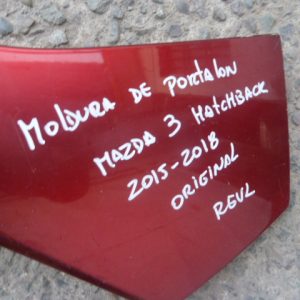 MOLDURA DE PORTALON
MAZDA 3 HATCHBACK
2015-2018
ORIGINAL
REUL